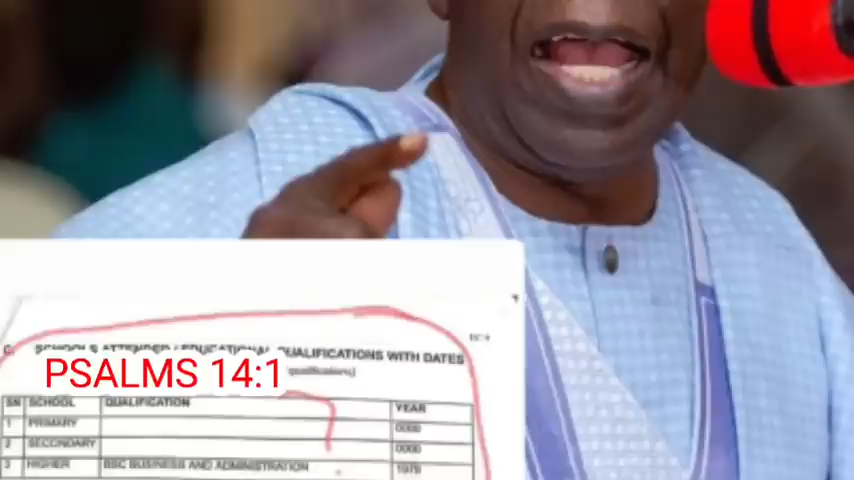 SCHOOLS ATTENDED / EDUCATIONAL QUALIFICATIONS WITH DATES
PSALMS 14:1
qualifications)
SN SCHOOL QUALIFICATION YEAR
1 PRIMARY 0000
2 SECONDARY 0000
3 HIGHER BSC BUSINESS AND ADMINISTRATION 1979